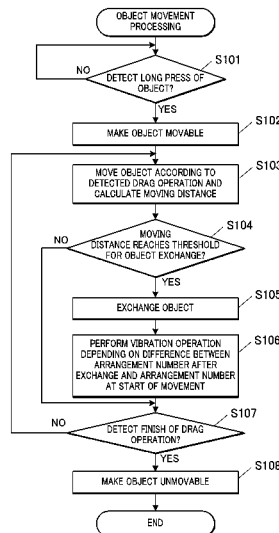 OBJECT MOVEMENT
PROCESSING
S101
NO
DETECT LONG PRESS OF
OBJECT?
YES
S102
MAKE OBJECT MOVABLE
S103
MOVE OBJECT ACCORDING TO
DETECTED DRAG OPERATION AND
CALCULATE MOVING DISTANCE
S104
NO
MOVING
DISTANCE REACHES THRESHOLD
FOR OBJECT EXCHANGE?
YES
S105
EXCHANGE OBJECT
S106
PERFORM VIBRATION OPERATION
DEPENDING ON DIFFERENCE BETWEEN
ARRANGEMENT NUMBER AFTER
EXCHANGE AND ARRANGEMENT NUMBER
AT START OF MOVEMENT
S107
NO
DETECT FINISH OF DRAG
OPERATION?
YES
S108
MAKE OBJECT UNMOVABLE
END